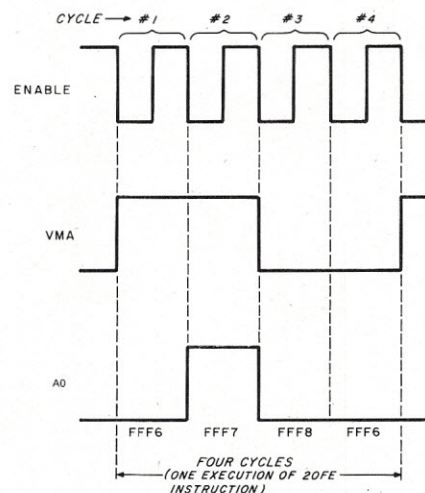 CYCLE → #1 #2 #3 #4
ENABLE
VMA
A0
FFF6 FFF7 FFF8 FFF6
FOUR CYCLES
(ONE EXECUTION OF 20FE
INSTRUCTION)